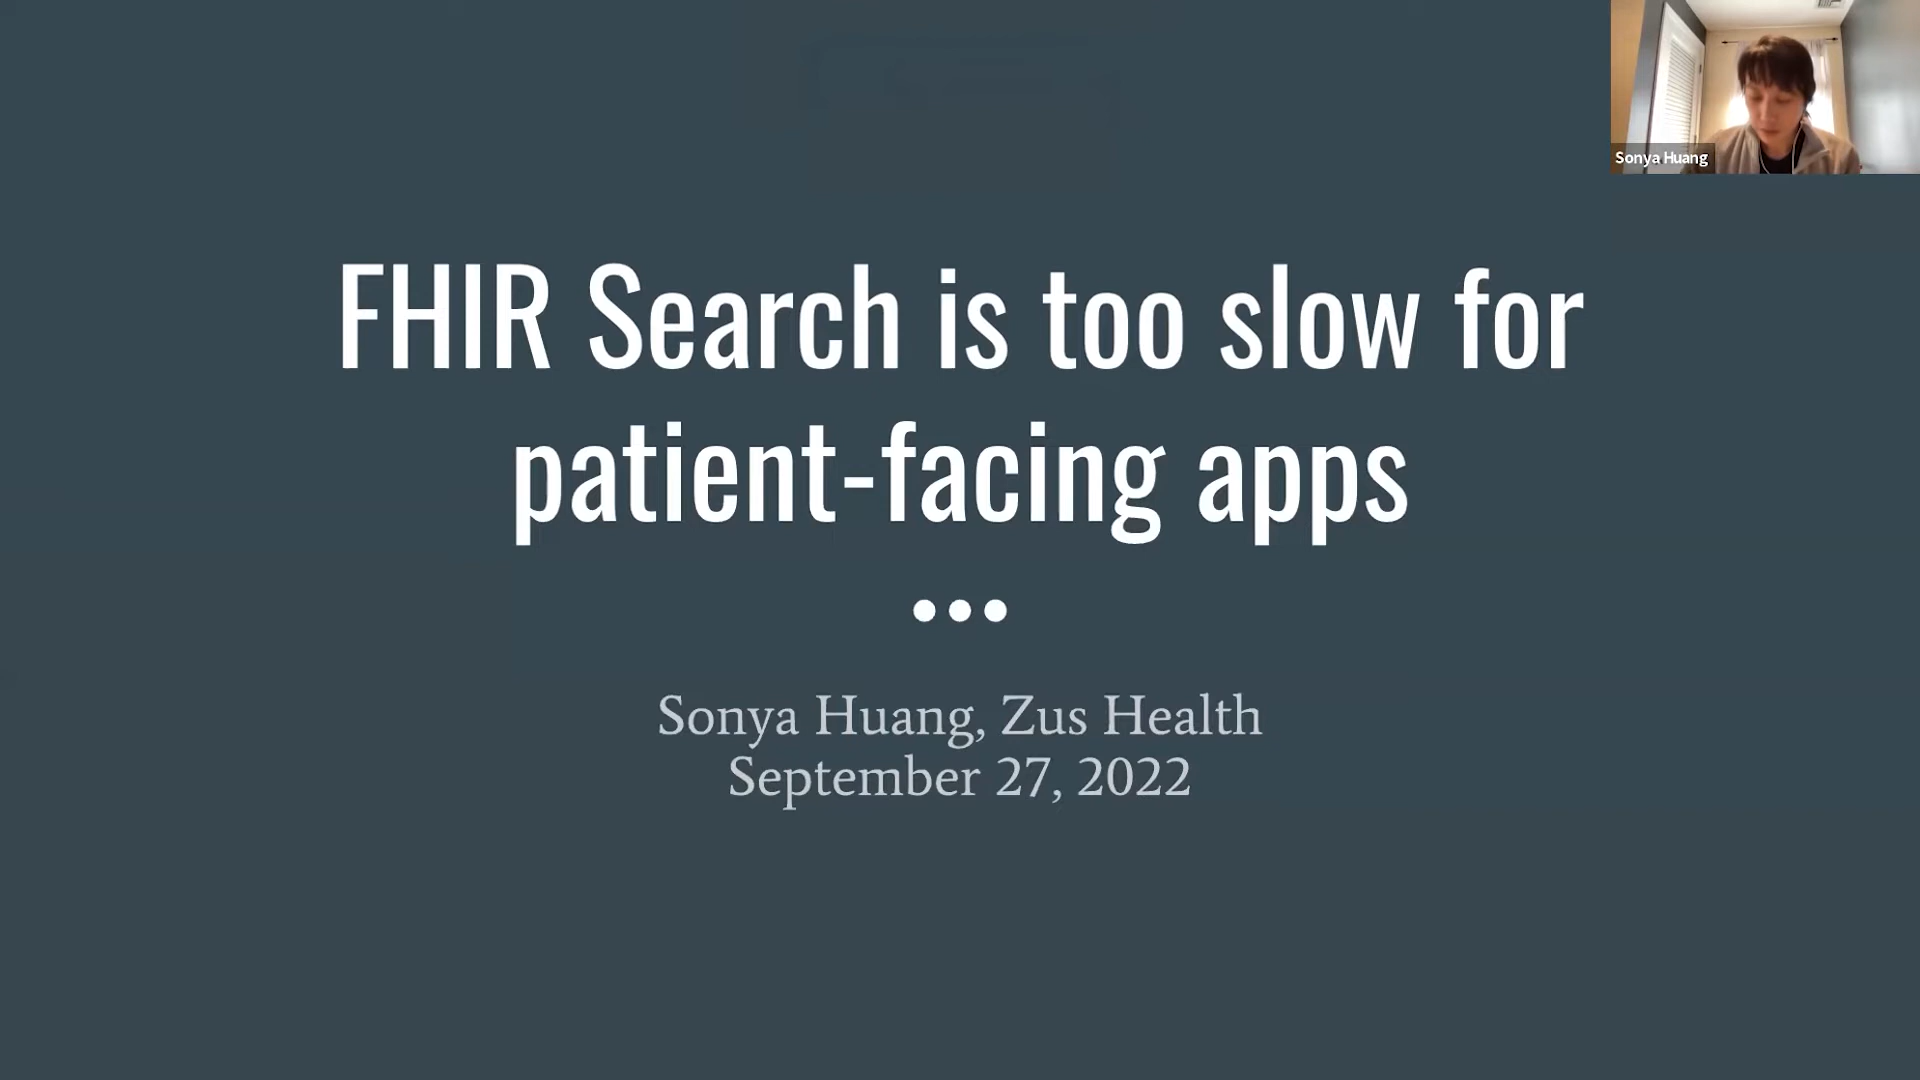 Sonya Huang
FHIR Search is too slow for
patient-facing apps
Sonya Huang, Zus Health
September 27, 2022